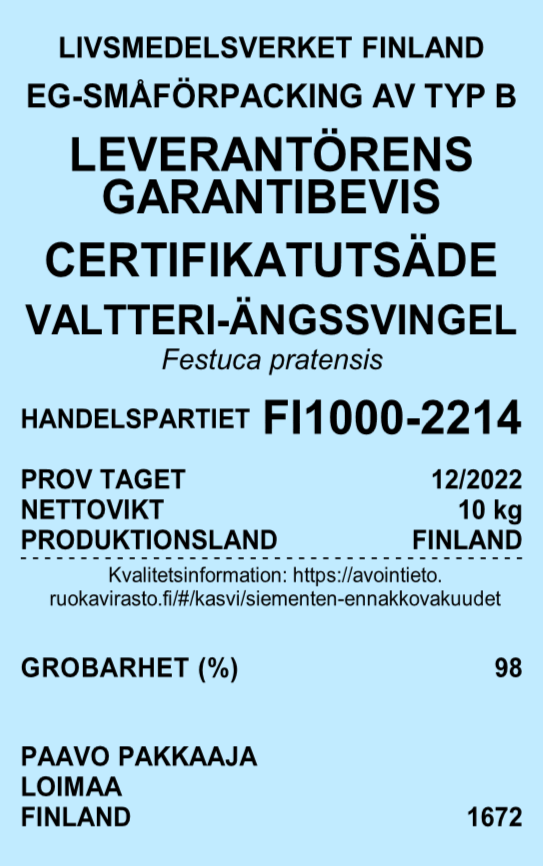 LIVSMEDELSVERKET FINLAND
EG-SMÅFÖRPACKING AV TYP B
LEVERANTÖRENS
GARANTIBEVIS
CERTIFIKATUTSÄDE
VALTTERI-ÄNGSSVINGEL
Festuca pratensis
HANDELSPARTIET FI1000-2214
PROV TAGET 12/2022
NETTOVIKT 10 kg
PRODUKTIONSLAND FINLAND
Kvalitetsinformation: https://avointieto.
ruokavirasto.fi/#/kasvi/siementen-ennakkovakuudet
GROBARHET (%) 98
PAAVO PAKKAAJA
LOIMAA
FINLAND 1672